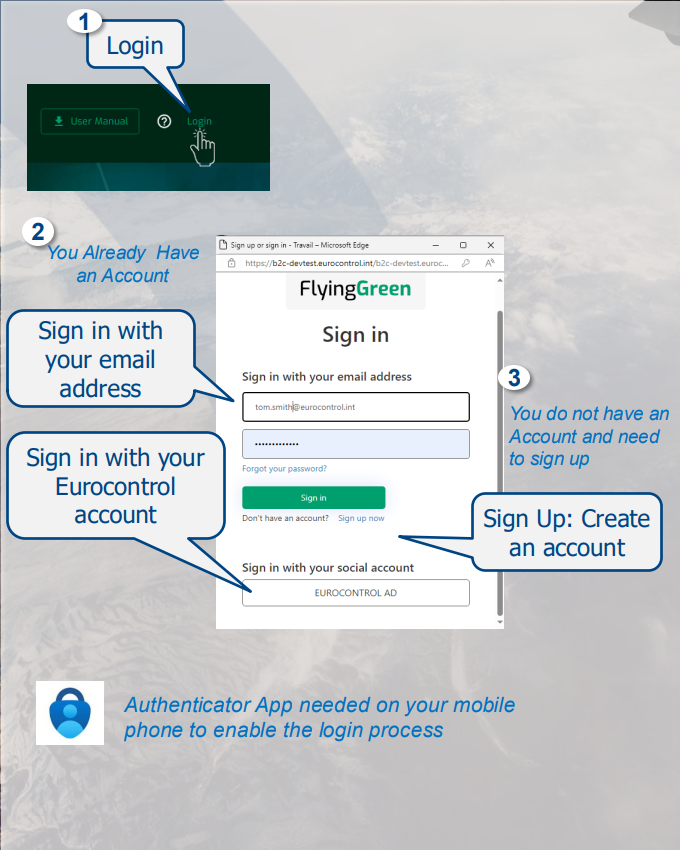 1
Login
User Manual
Login
2
You Already Have
an Account
Sign up or sign in - Travail – Microsoft Edge
https://b2c-devtest.eurocontrol.int/b2c-devtest.euroc...
FlyingGreen
Sign in
Sign in with
your email
address
Sign in with your email address
tom.smith@eurocontrol.int
3
You do not have an
Account and need
to sign up
Sign in with your
Eurocontrol
account
Forgot your password?
Sign in
Don't have an account? Sign up now
Sign Up: Create
an account
Sign in with your social account
EUROCONTROL AD
Authenticator App needed on your mobile
phone to enable the login process